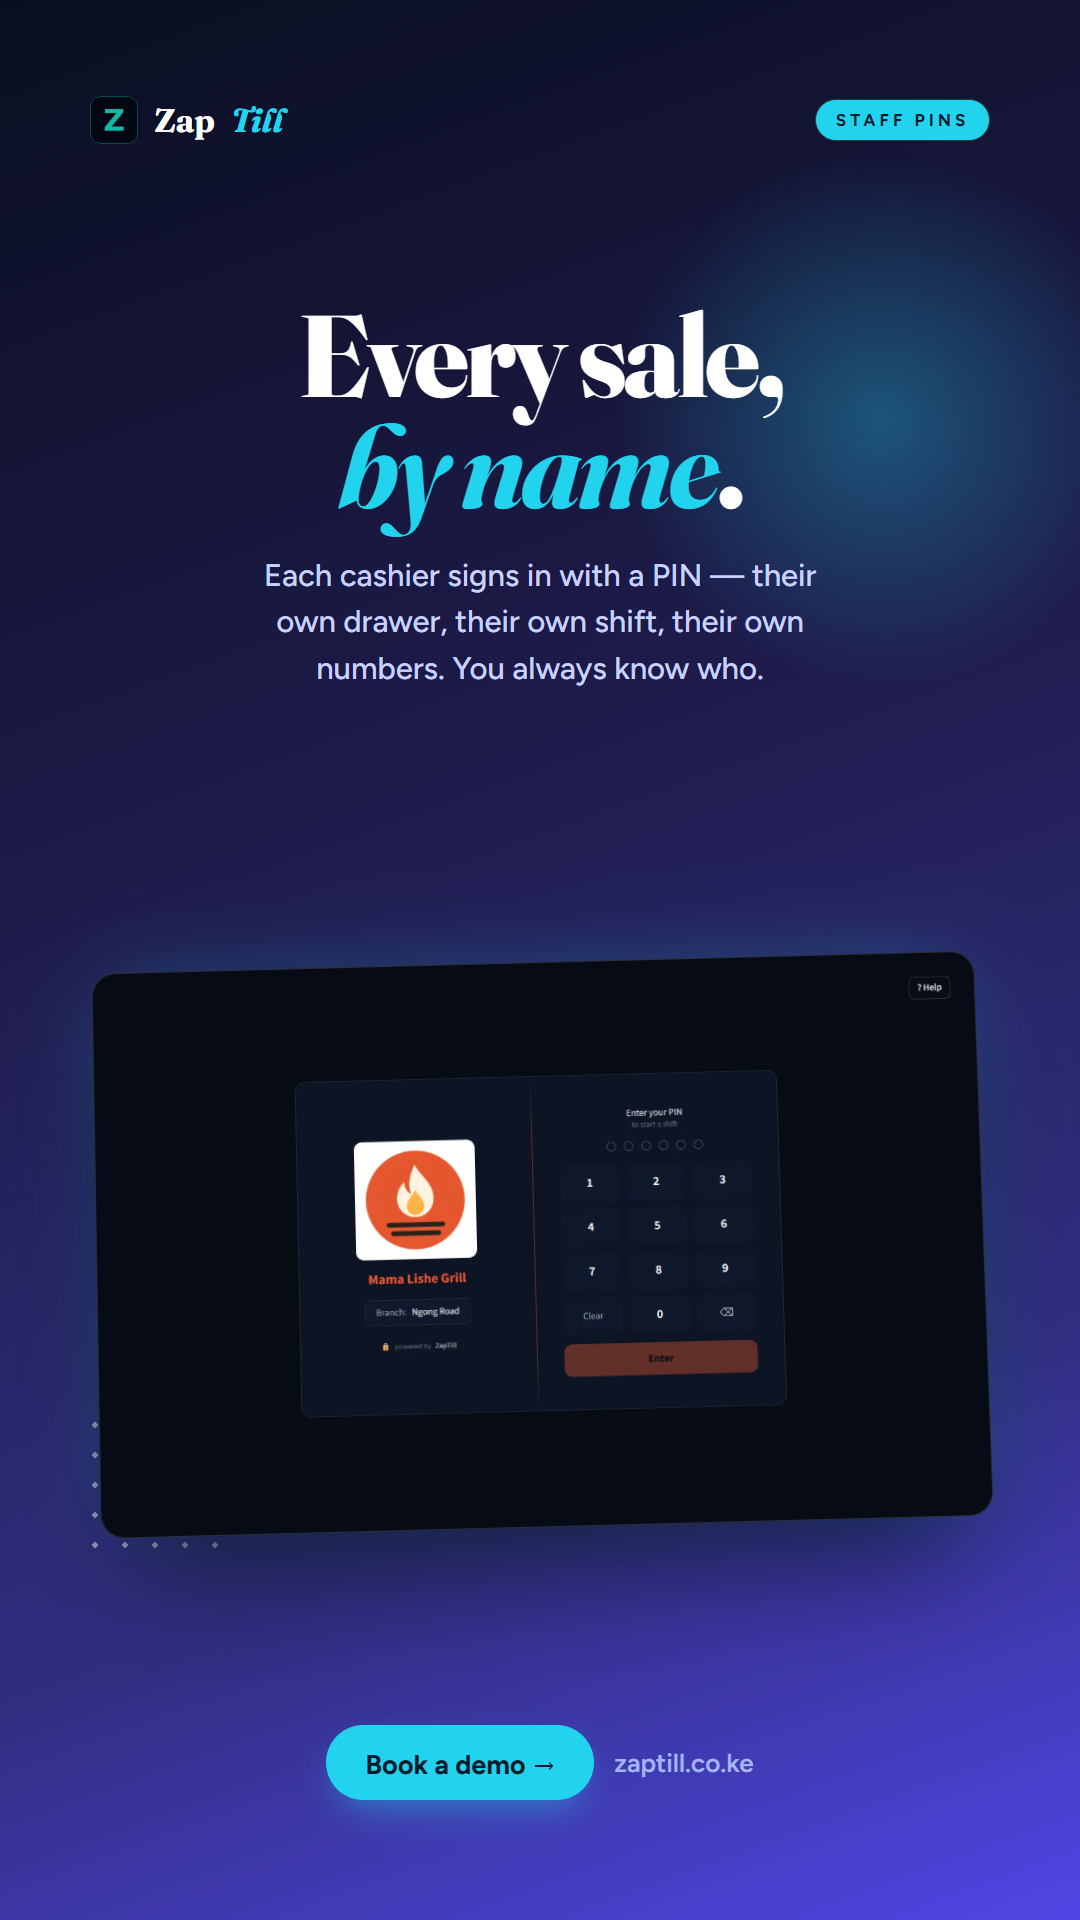 Z Zap Till
STAFF PINS
Every sale,
by name.
Each cashier signs in with a PIN — their
own drawer, their own shift, their own
numbers. You always know who.
? Help
Mama Lishe Grill
Branch: Ngong Road
powered by ZapTill
Enter your PIN
to start a shift
1 2 3
4 5 6
7 8 9
Clear 0 ⌫
Enter
Book a demo →
zaptill.co.ke